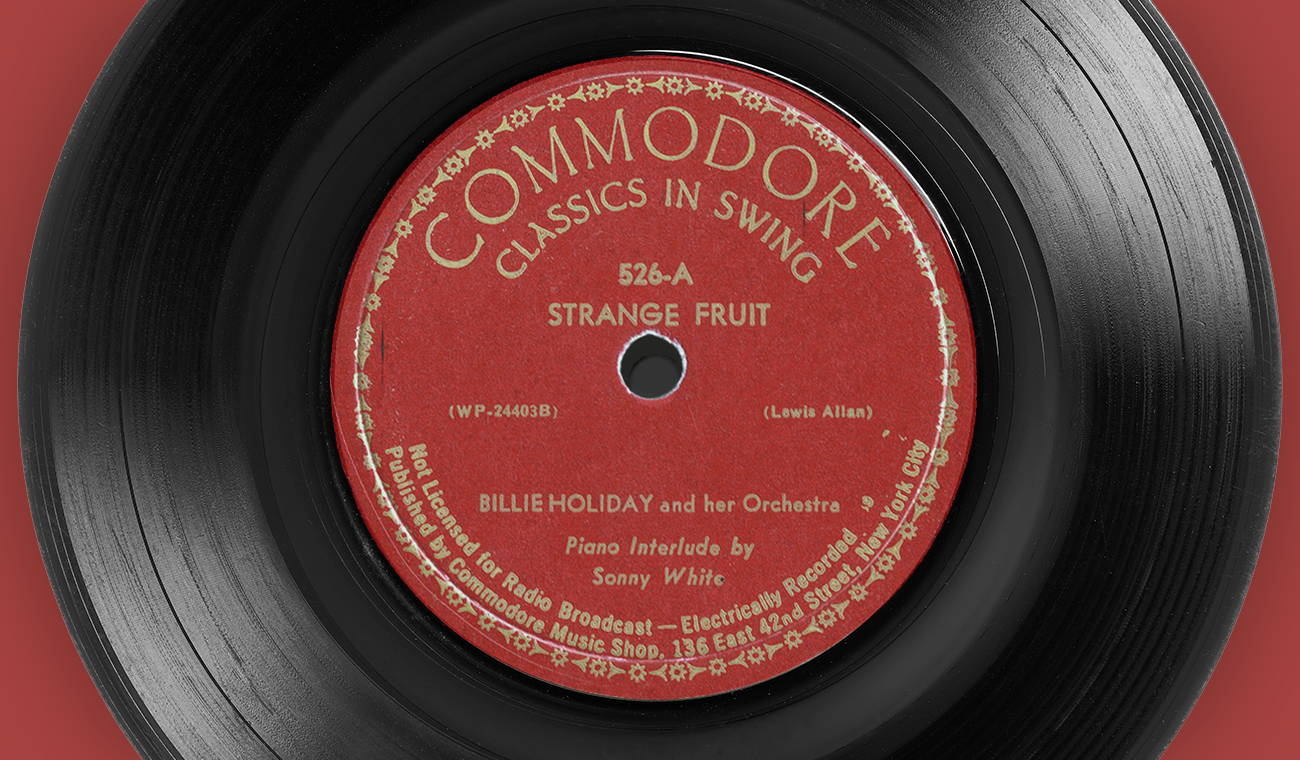 COMMODORE
CLASSICS IN SWING
526-A
STRANGE FRUIT
(WP-24403B)
(Lewis Allan)
BILLIE HOLIDAY and her Orchestra
Piano Interlude by
Sonny White
Not Licensed for Radio Broadcast — Electrically Recorded
Published by Commodore Music Shop, 136 East 42nd Street, New York City